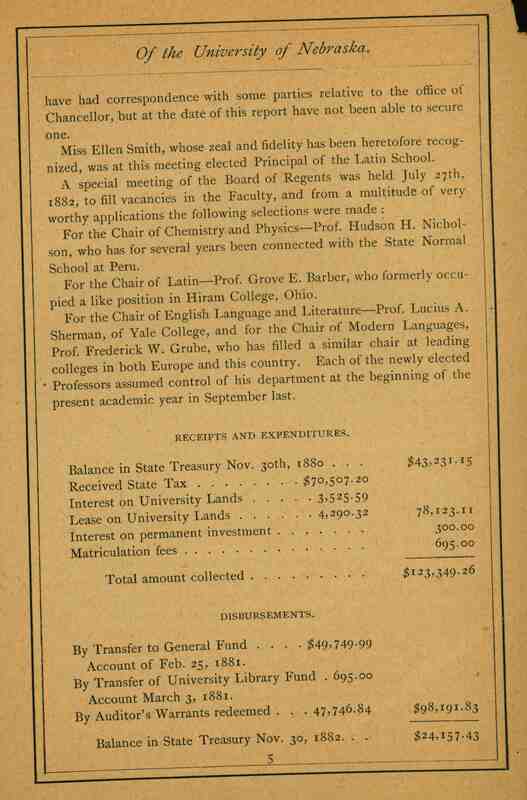 Of the University of Nebraska.
have had correspondence with some parties relative to the office of
Chancellor, but at the date of this report have not been able to secure
one.
Miss Ellen Smith, whose zeal and fidelity has been heretofore recog-
nized, was at this meeting elected Principal of the Latin School.
A special meeting of the Board of Regents was held July 27th,
1882, to fill vacancies in the Faculty, and from a multitude of very
worthy applications the following selections were made :
For the Chair of Chemistry and Physics—Prof. Hudson H. Nichol-
son, who has for several years been connected with the State Normal
School at Peru.
For the Chair of Latin—Prof. Grove E. Barber, who formerly occu-
pied a like position in Hiram College, Ohio.
For the Chair of English Language and Literature—Prof. Lucius A.
Sherman, of Yale College, and for the Chair of Modern Languages,
Prof. Frederick W. Grube, who has filled a similar chair at leading
colleges in both Europe and this country. Each of the newly elected
Professors assumed control of his department at the beginning of the
present academic year in September last.
RECEIPTS AND EXPENDITURES.
Balance in State Treasury Nov. 30th, 1880 . . . $43,231.15
Received State Tax . . . . . . . . $70,507.20
Interest on University Lands . . . . . 3,525.59
Lease on University Lands . . . . . . 4,290.32 78,123.11
Interest on permanent investment . . . . . . . 300.00
Matriculation fees . . . . . . . . . . . . . . 695.00
Total amount collected . . . . . . . . . $123,349.26
DISBURSEMENTS.
By Transfer to General Fund . . . . $49,749.99
Account of Feb. 25, 1881.
By Transfer of University Library Fund . 695.00
Account March 3, 1881.
By Auditor's Warrants redeemed . . . 47,746.84 $98,191.83
Balance in State Treasury Nov. 30, 1882. . . $24,157.43
5